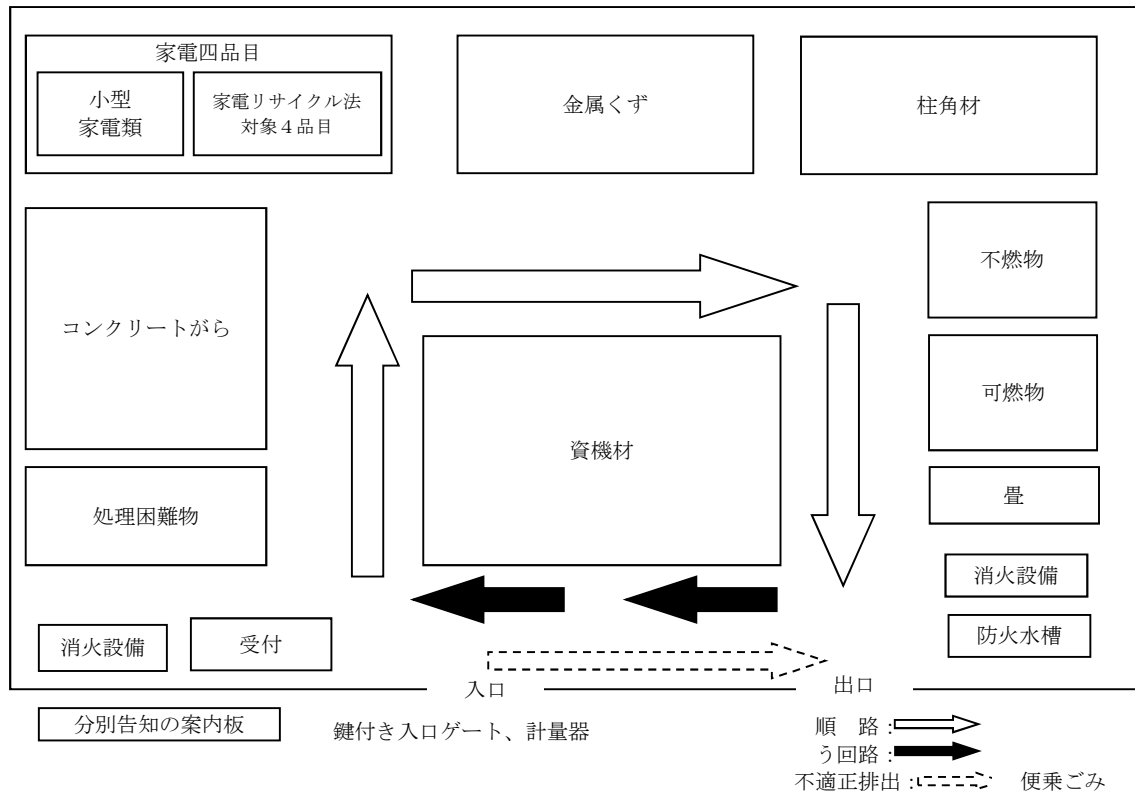 家電四品目
小型
家電類
家電リサイクル法
対象４品目
金属くず
柱角材
コンクリートがら
不燃物
可燃物
資機材
処理困難物
畳
消火設備
防火水槽
消火設備
受付
入口
出口
分別告知の案内板
鍵付き入口ゲート、計量器
順　路：
う回路：
不適正排出：　便乗ごみ